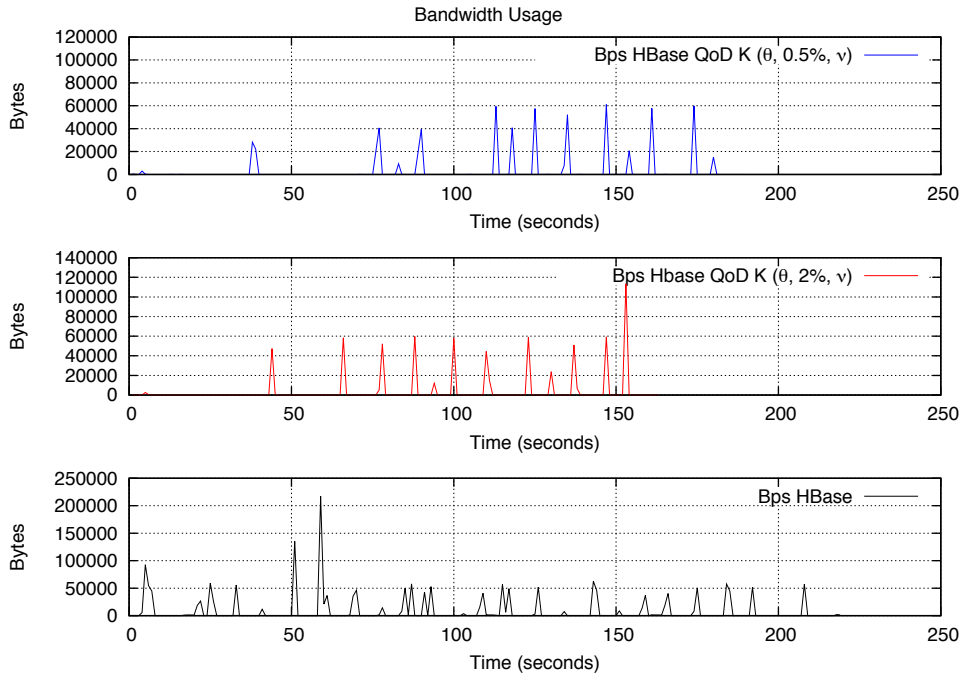 Bandwidth Usage
120000
100000
80000
60000
40000
20000
0
Bytes
Bps HBase QoD K (θ, 0.5%, ν)
0 50 100 150 200 250
Time (seconds)
140000
120000
100000
80000
60000
40000
20000
0
Bytes
Bps Hbase QoD K (θ, 2%, ν)
0 50 100 150 200 250
Time (seconds)
250000
200000
150000
100000
50000
0
Bytes
Bps HBase
0 50 100 150 200 250
Time (seconds)